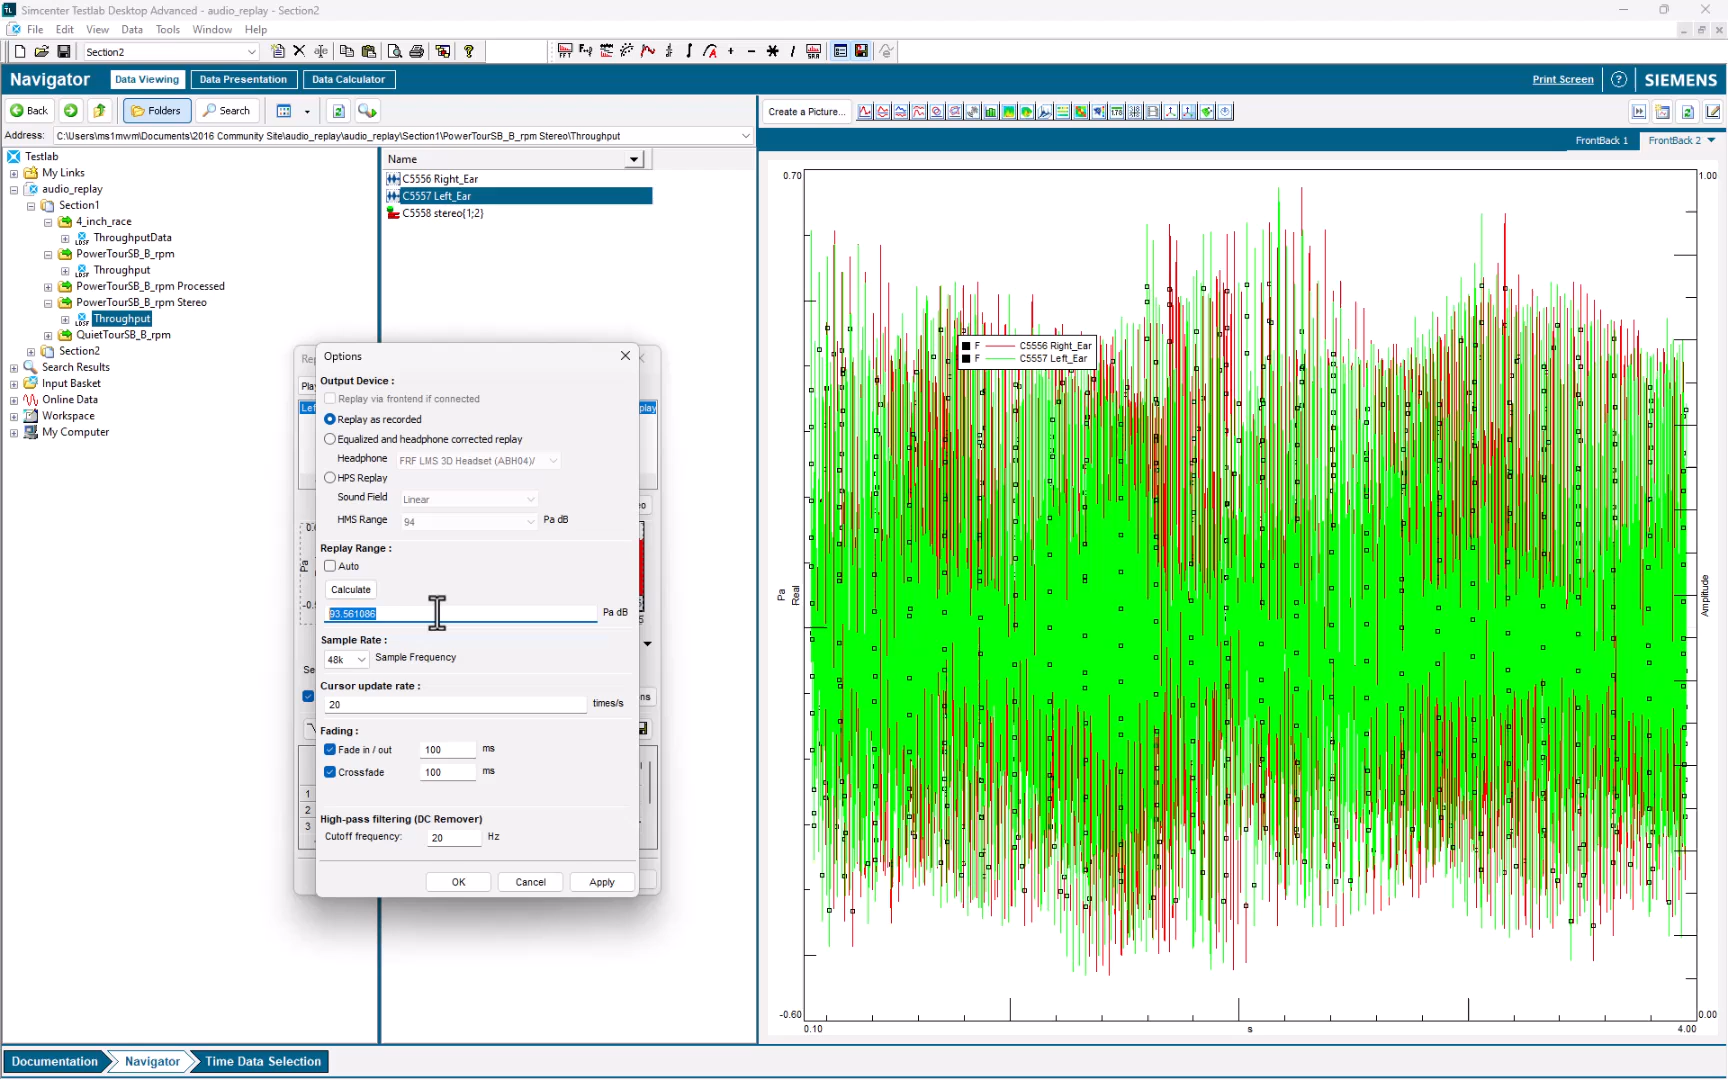 Simcenter Testlab Desktop Advanced - audio_replay - Section2
File Edit View Data Tools Window Help
Section2
Navigator Data Viewing Data Presentation Data Calculator Print Screen SIEMENS
Back Folders Search Create a Picture...
Address: C:\Users\ms1mwm\Documents\2016 Community Site\audio_replay\audio_replay\Section1\PowerTourSB_B_rpm Stereo\Throughput
FrontBack 1 FrontBack 2
Testlab
My Links
audio_replay
Section1
4_inch_race
ThroughputData
PowerTourSB_B_rpm
Throughput
PowerTourSB_B_rpm Processed
PowerTourSB_B_rpm Stereo
Throughput
QuietTourSB_B_rpm
Section2
Search Results
Input Basket
Online Data
Workspace
My Computer
Name
C5556 Right_Ear
C5557 Left_Ear
C5558 stereo{1;2}
Options
Output Device :
Replay via frontend if connected
Replay as recorded
Equalized and headphone corrected replay
Headphone FRF LMS 3D Headset (ABH04)/
HPS Replay
Sound Field Linear
HMS Range 94 Pa dB
Replay Range :
Auto
Calculate
93.561086 Pa dB
Sample Rate :
48k Sample Frequency
Cursor update rate :
20 times/s
Fading :
Fade in / out 100 ms
Crossfade 100 ms
High-pass filtering (DC Remover)
Cutoff frequency: 20 Hz
OK Cancel Apply
1
2
3
0.70
1.00
F C5556 Right_Ear
F C5557 Left_Ear
Pa
Real
Amplitude
-0.60
0.00
0.10 s 4.00
Documentation Navigator Time Data Selection